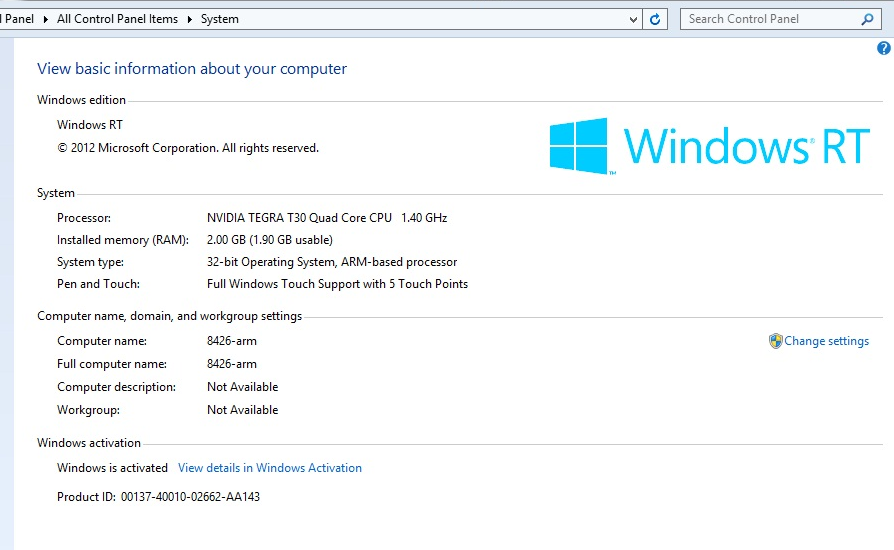 l Panel ▸ All Control Panel Items ▸ System
Search Control Panel
?
View basic information about your computer
Windows edition
Windows RT
© 2012 Microsoft Corporation. All rights reserved.
Windows® RT
™
System
Processor: NVIDIA TEGRA T30 Quad Core CPU 1.40 GHz
Installed memory (RAM): 2.00 GB (1.90 GB usable)
System type: 32-bit Operating System, ARM-based processor
Pen and Touch: Full Windows Touch Support with 5 Touch Points
Computer name, domain, and workgroup settings
Computer name: 8426-arm
Change settings
Full computer name: 8426-arm
Computer description: Not Available
Workgroup: Not Available
Windows activation
Windows is activated View details in Windows Activation
Product ID: 00137-40010-02662-AA143